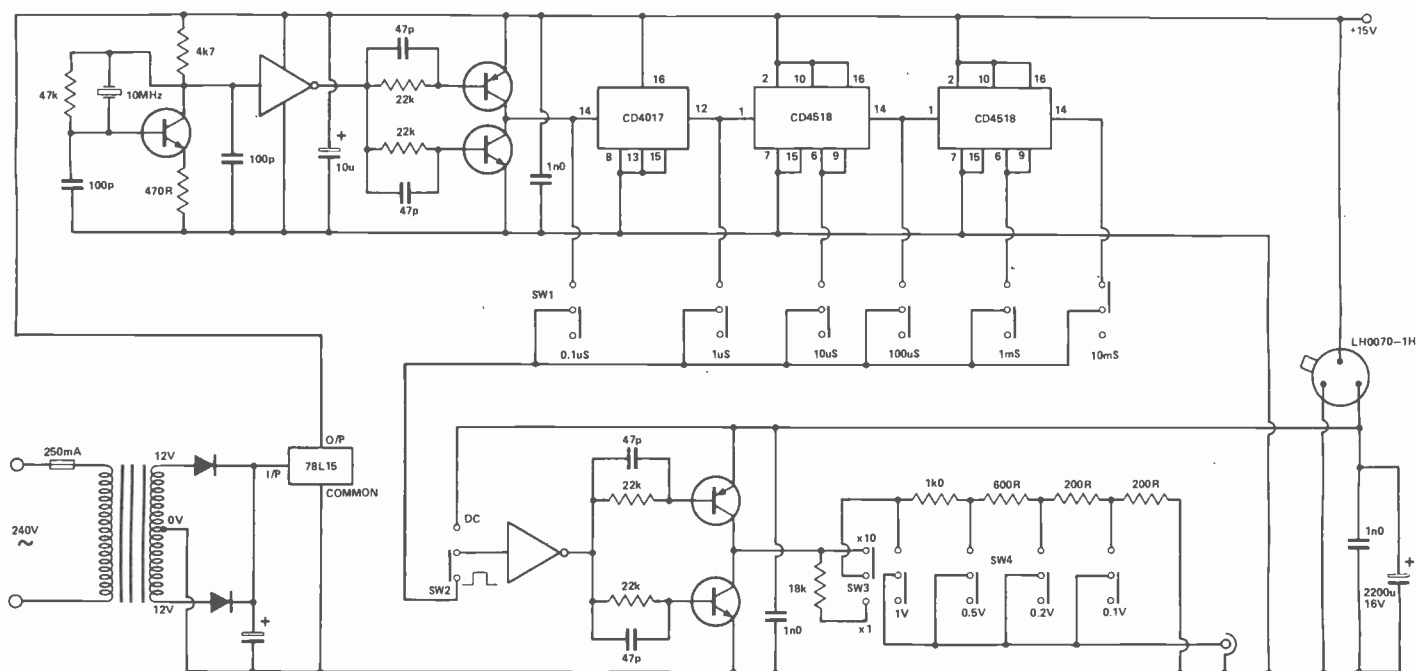 47p
+15V
4k7
2
10
16
2
10
16
16
47k
10MHz
22k
14
CD4017
12
1
CD4518
14
1
CD4518
14
22k
8
13
15
7
15
6
9
7
15
6
9
+
100p
10u
1n0
100p
470R
47p
SW1
0.1uS
1uS
10uS
100uS
1mS
10mS
LH0070-1H
O/P
250mA
12V
I/P
78L15
COMMON
0V
240V
~
12V
+
47p
22k
DC
SW2
22k
47p
1n0
1k0
600R
200R
200R
x10
18k
SW3
x1
SW4
1V
0.5V
0.2V
0.1V
1n0
+
2200u
16V